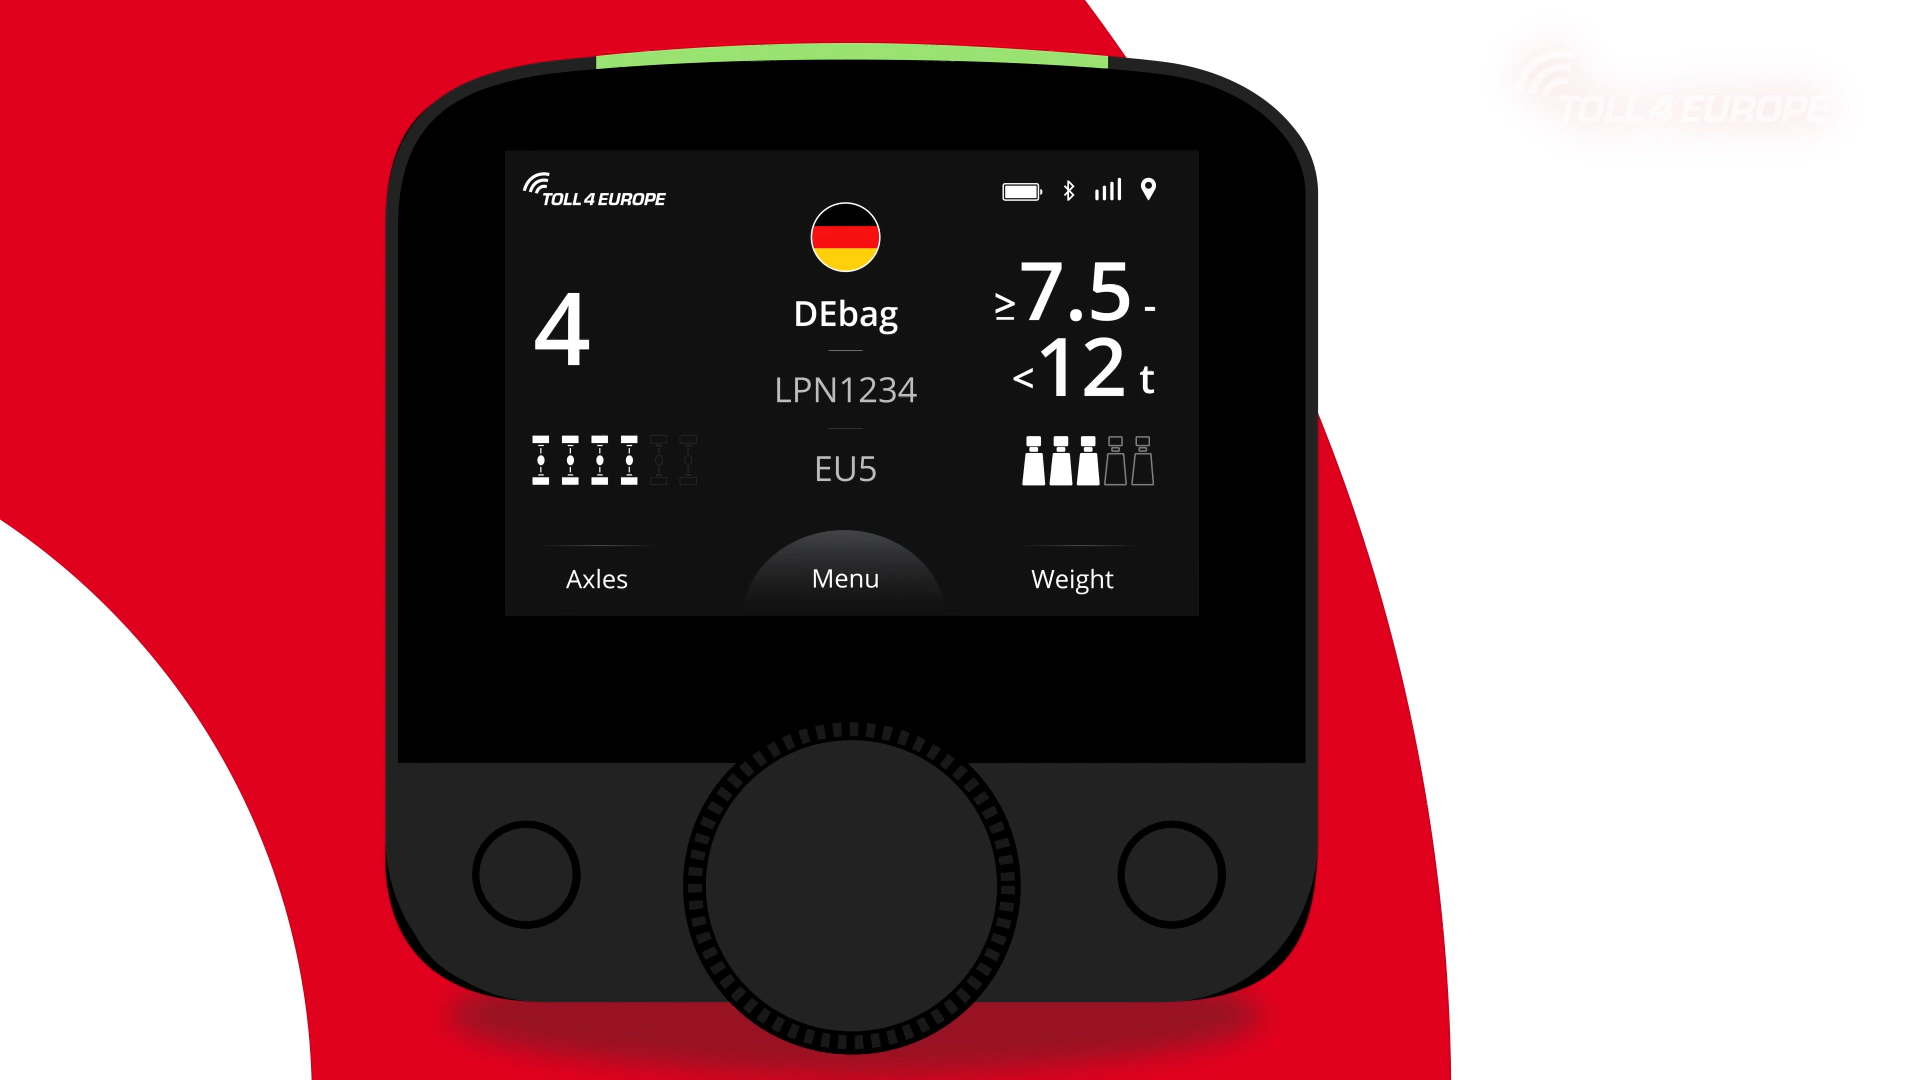 TOLL 4 EUROPE
TOLL 4 EUROPE
4
DEbag
LPN1234
EU5
≥7.5 -
<12 t
Axles
Menu
Weight